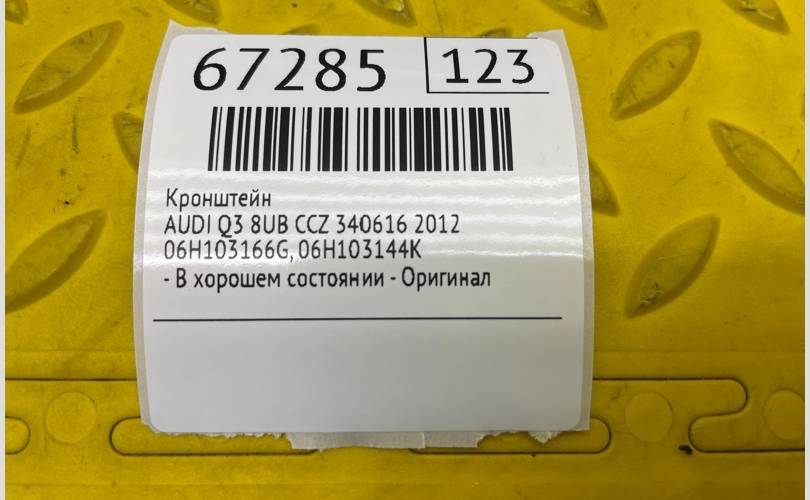 67285
123
Кронштейн
AUDI Q3 8UB CCZ 340616 2012
06H103166G, 06H103144K
- В хорошем состоянии - Оригинал